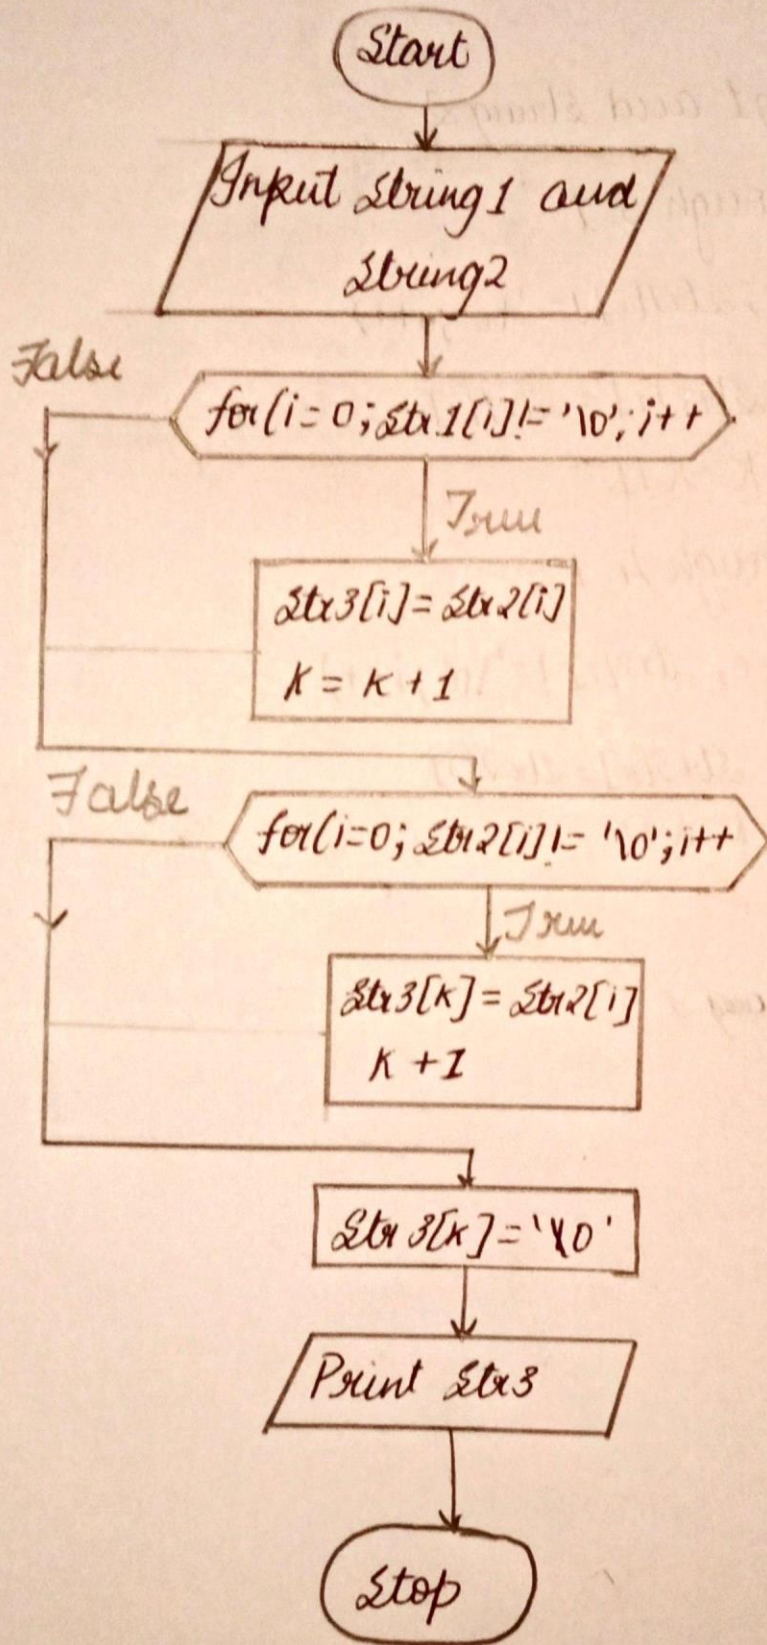 Start
Input String1 and
String2
False
for(i=0; Str1[i]!='\0'; i++
True
Str3[i]=Str2[i]
K=K+1
False
for(i=0; Str2[i]!='\0'; i++
True
Str3[K]=Str2[i]
K+1
Str3[K]='\0'
Print Str3
Stop